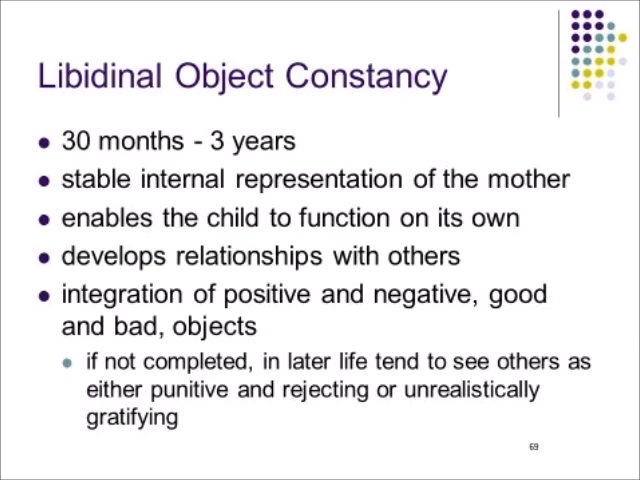 Libidinal Object Constancy
30 months - 3 years
stable internal representation of the mother
enables the child to function on its own
develops relationships with others
integration of positive and negative, good
and bad, objects
if not completed, in later life tend to see others as
either punitive and rejecting or unrealistically
gratifying
69